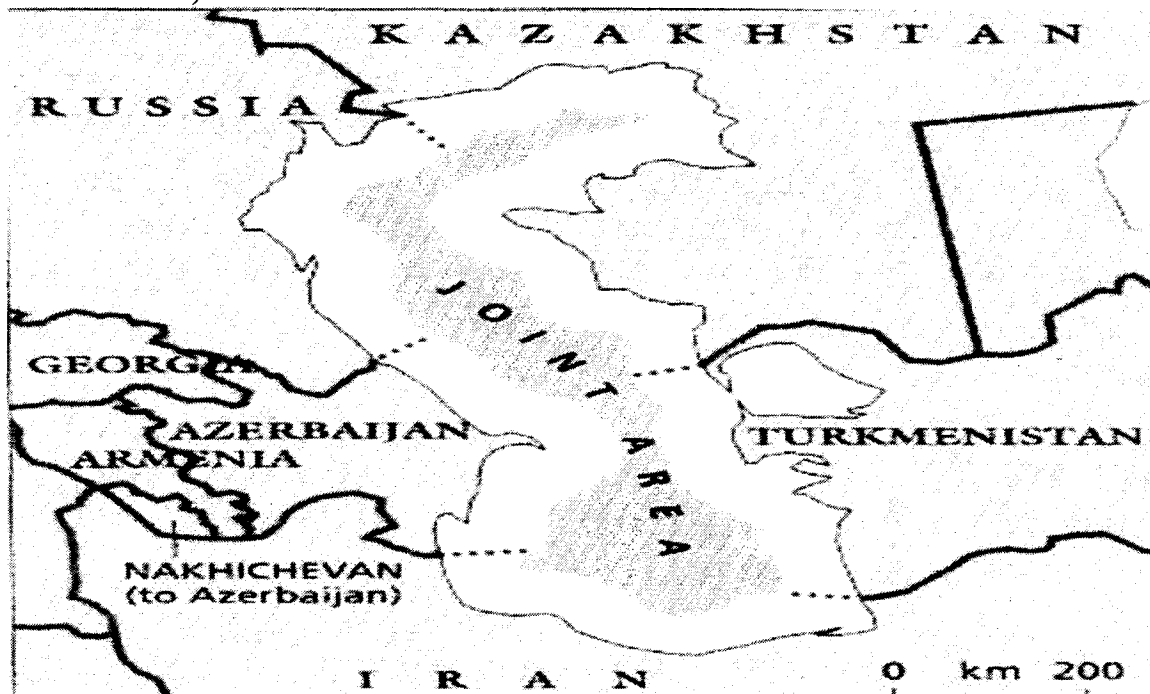 KAZAKHSTAN
RUSSIA
JOINT AREA
GEORGIA
AZERBAIJAN
TURKMENISTAN
ARMENIA
NAKHICHEVAN
(to Azerbaijan)
IRAN
0 km 200